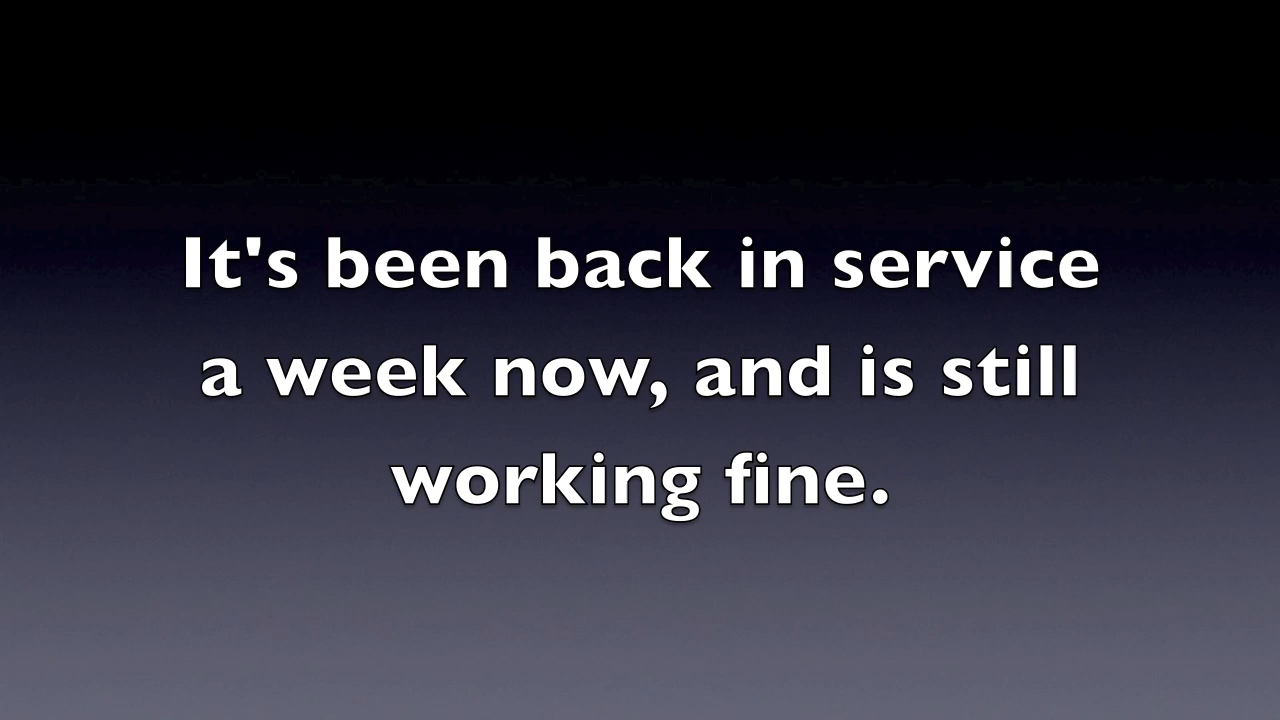 It's been back in service
a week now, and is still
working fine.